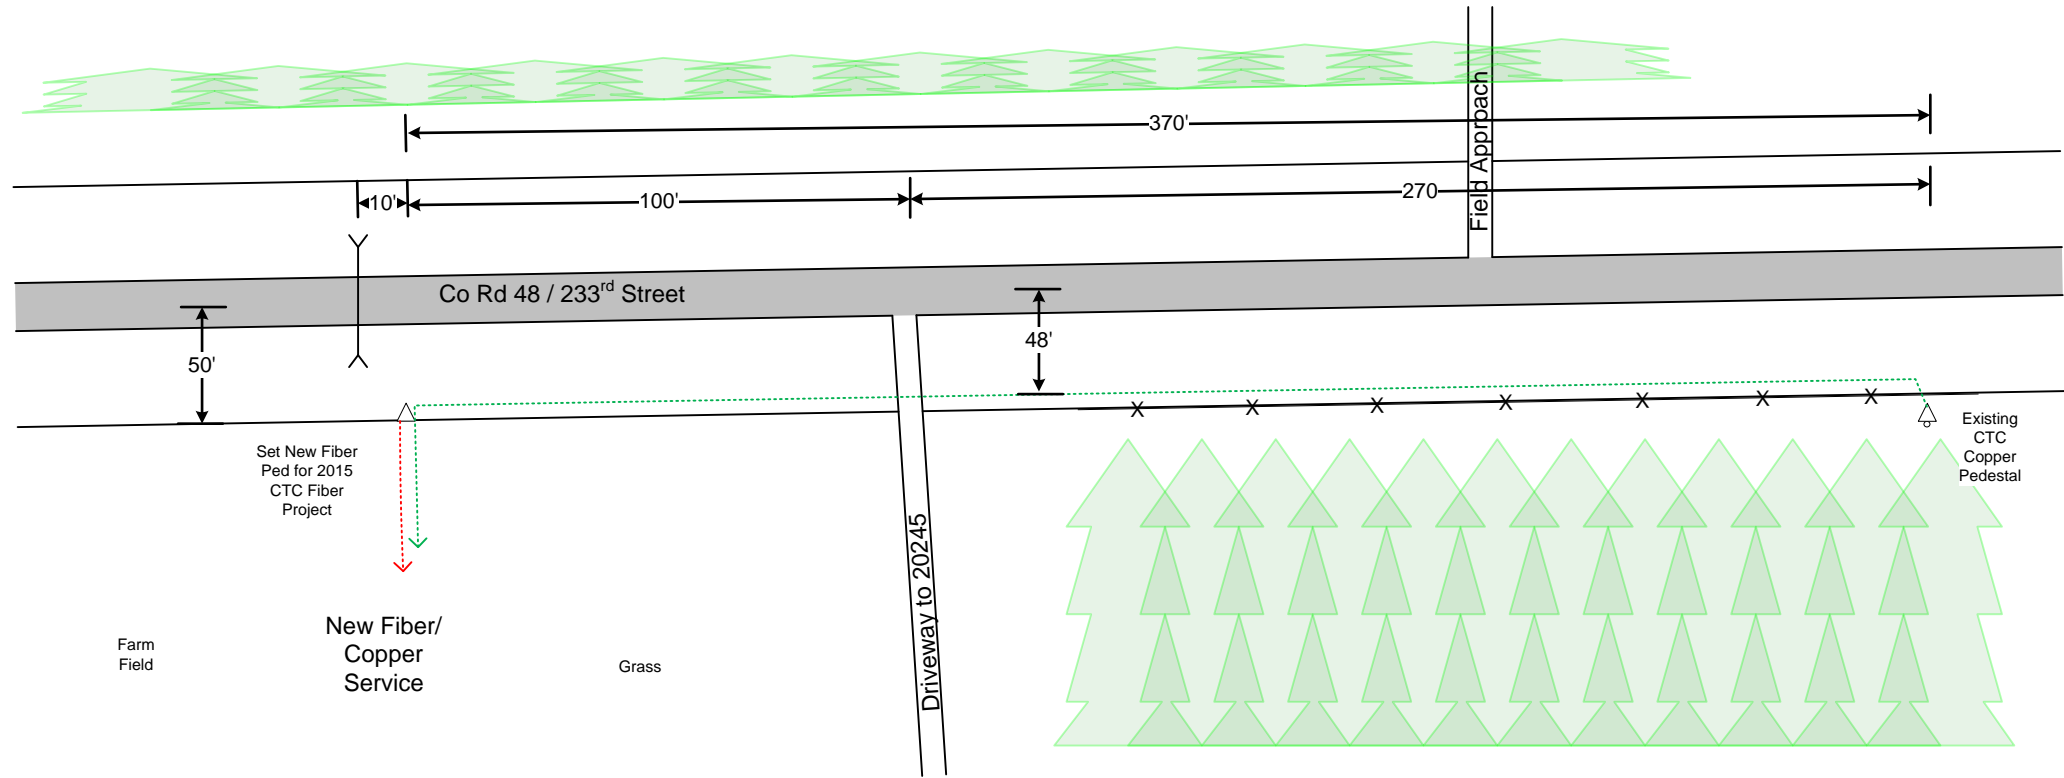 370'
Field Approach
10'
100'
270
Co Rd 48 / 233rd Street
50'
48'
Set New Fiber
Ped for 2015
CTC Fiber
Project
X X X X X X X
Existing
CTC
Copper
Pedestal
New Fiber/
Copper
Service
Farm
Field
Grass
Driveway to 20245